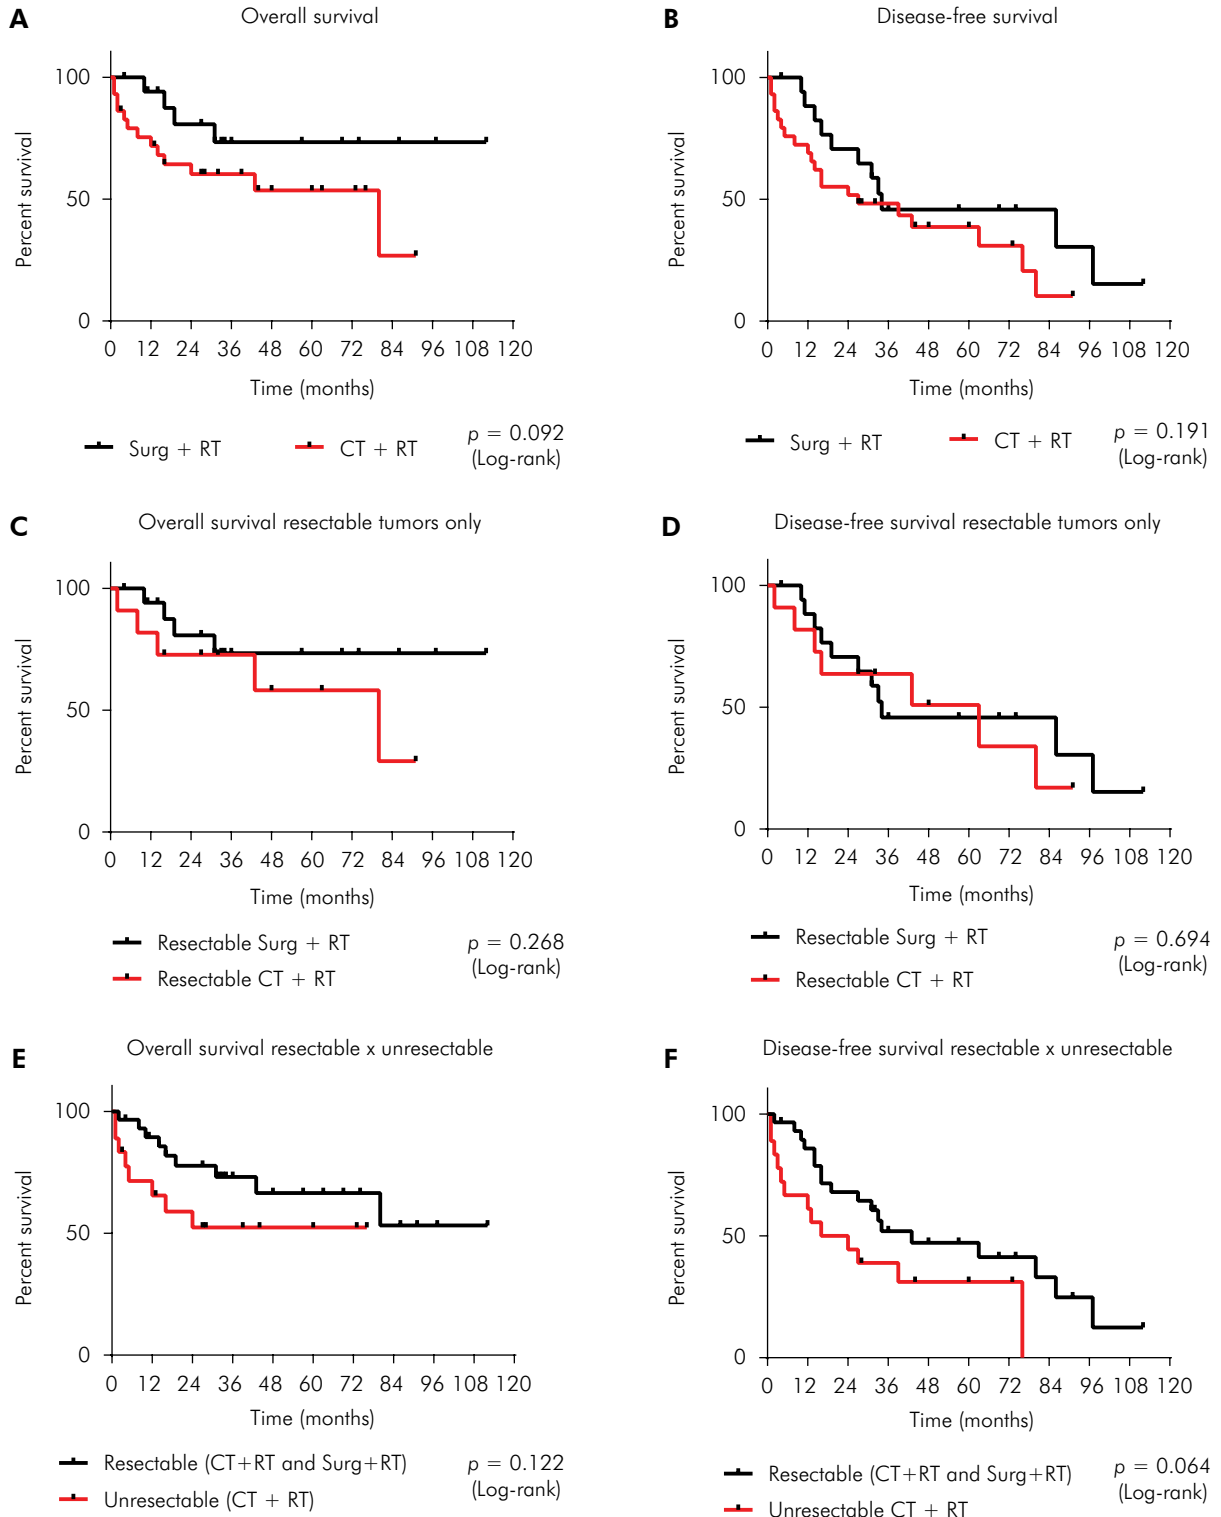 A
Overall survival
100
50
0
Percent survival
0 12 24 36 48 60 72 84 96 108 120
Time (months)
Surg + RT
CT + RT
p = 0.092
(Log-rank)
B
Disease-free survival
100
50
0
Percent survival
0 12 24 36 48 60 72 84 96 108 120
Time (months)
Surg + RT
CT + RT
p = 0.191
(Log-rank)
C
Overall survival resectable tumors only
100
50
0
Percent survival
0 12 24 36 48 60 72 84 96 108 120
Time (months)
Resectable Surg + RT
Resectable CT + RT
p = 0.268
(Log-rank)
D
Disease-free survival resectable tumors only
100
50
0
Percent survival
0 12 24 36 48 60 72 84 96 108 120
Time (months)
Resectable Surg + RT
Resectable CT + RT
p = 0.694
(Log-rank)
E
Overall survival resectable x unresectable
100
50
0
Percent survival
0 12 24 36 48 60 72 84 96 108 120
Time (months)
Resectable (CT+RT and Surg+RT)
Unresectable (CT + RT)
p = 0.122
(Log-rank)
F
Disease-free survival resectable x unresectable
100
50
0
Percent survival
0 12 24 36 48 60 72 84 96 108 120
Time (months)
Resectable (CT+RT and Surg+RT)
Unresectable CT + RT
p = 0.064
(Log-rank)